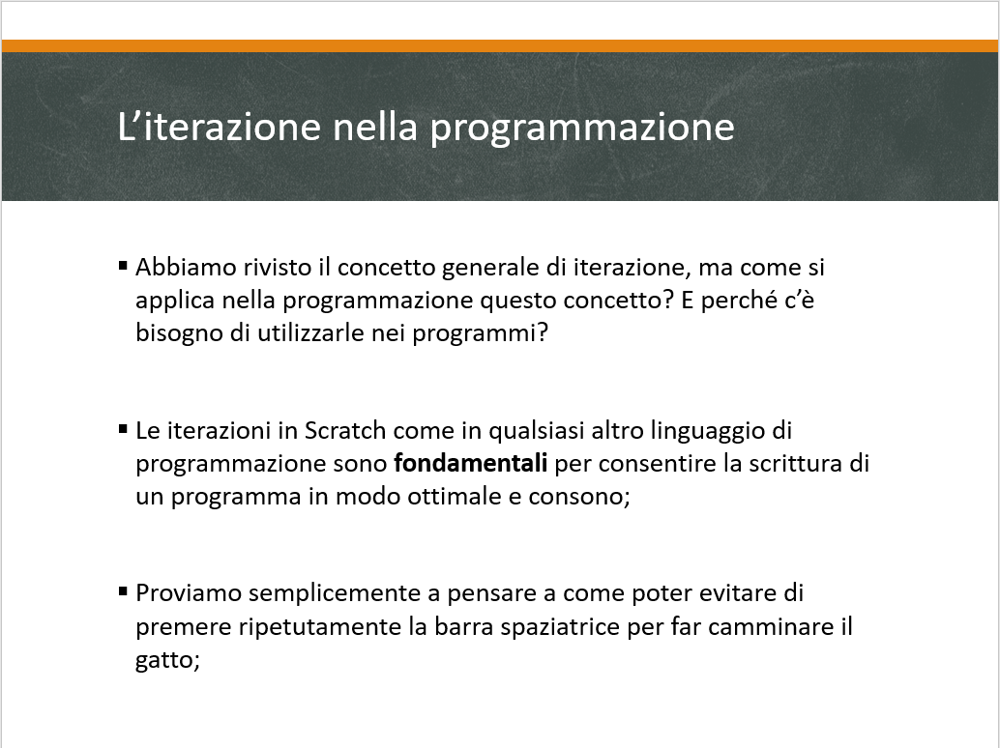 L’iterazione nella programmazione
▪ Abbiamo rivisto il concetto generale di iterazione, ma come si
applica nella programmazione questo concetto? E perché c’è
bisogno di utilizzarle nei programmi?
▪ Le iterazioni in Scratch come in qualsiasi altro linguaggio di
programmazione sono fondamentali per consentire la scrittura di
un programma in modo ottimale e consono;
▪ Proviamo semplicemente a pensare a come poter evitare di
premere ripetutamente la barra spaziatrice per far camminare il
gatto;